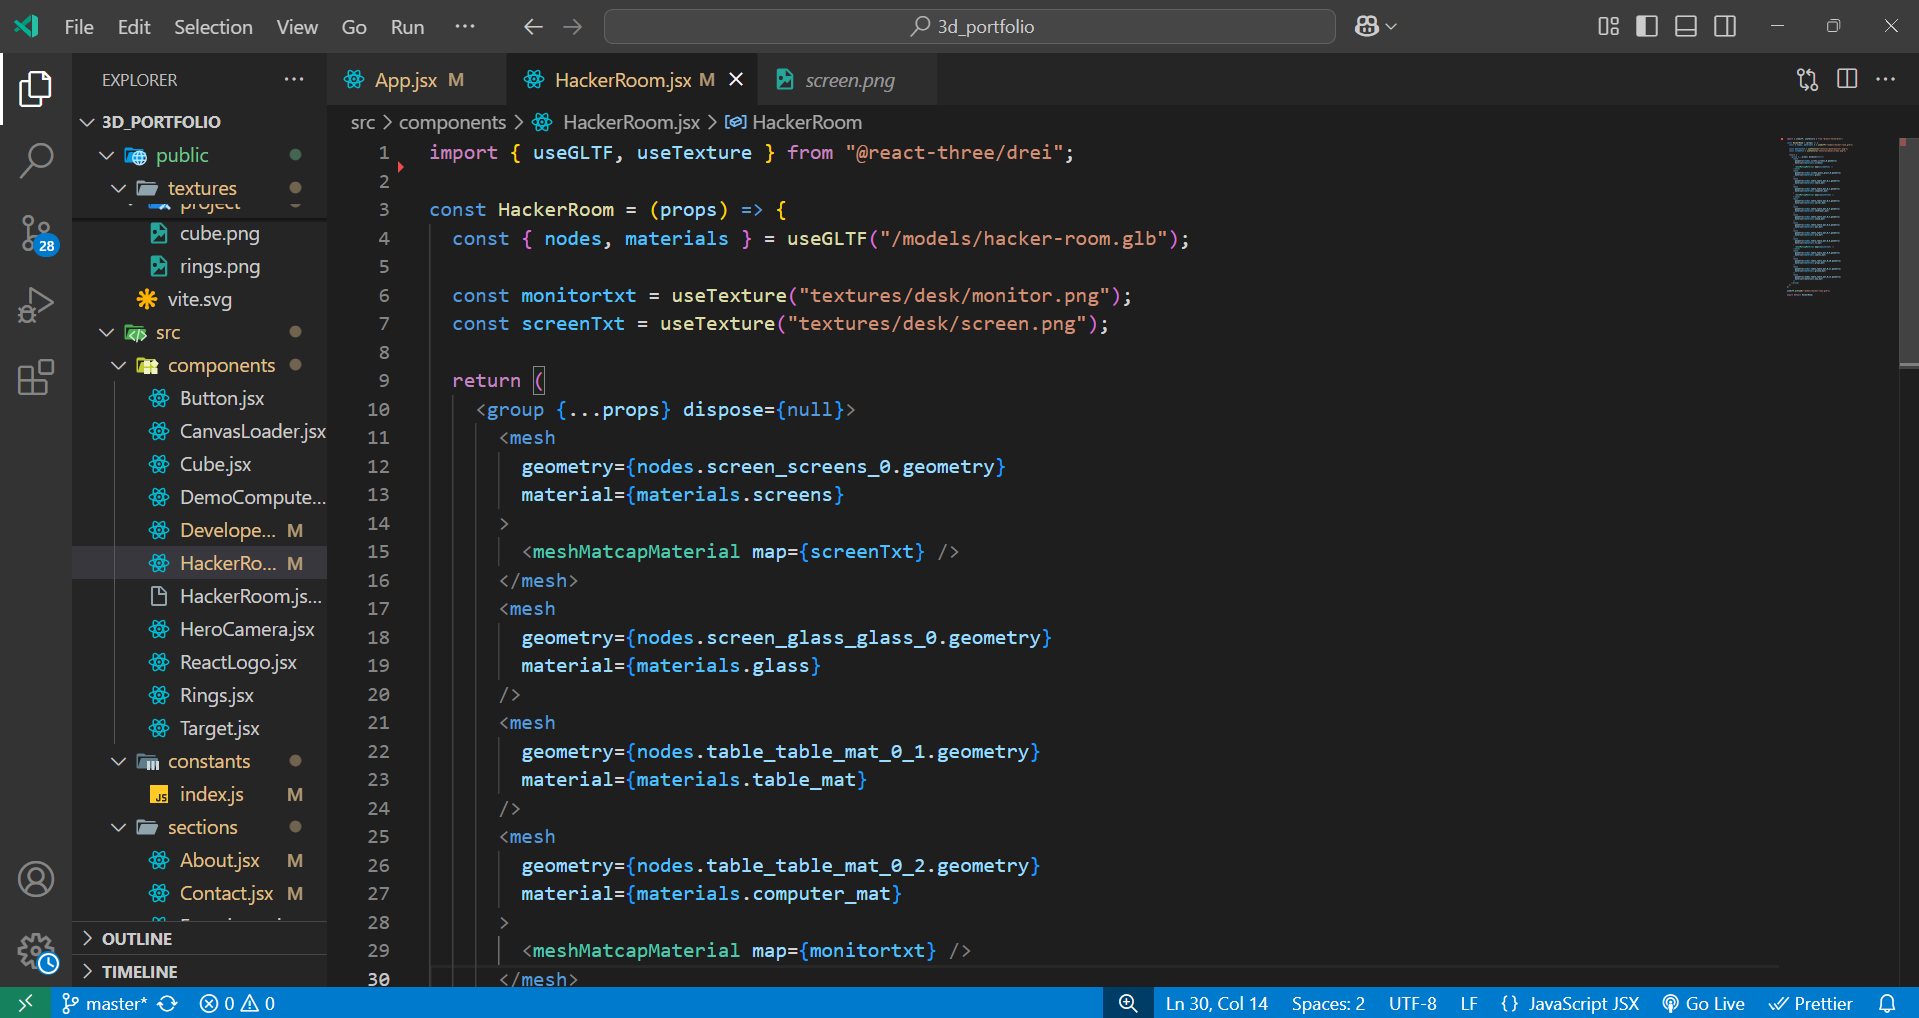 File Edit Selection View Go Run ··· 3d_portfolio
EXPLORER
3D_PORTFOLIO
public
textures
project
cube.png
rings.png
vite.svg
src
components
Button.jsx
CanvasLoader.jsx
Cube.jsx
DemoCompute...
Develope... M
HackerRo... M
HackerRoom.js...
HeroCamera.jsx
ReactLogo.jsx
Rings.jsx
Target.jsx
constants
index.js M
sections
About.jsx M
Contact.jsx M
OUTLINE
TIMELINE
28
App.jsx M HackerRoom.jsx M screen.png
src > components > HackerRoom.jsx > HackerRoom
1 import { useGLTF, useTexture } from "@react-three/drei";
2
3 const HackerRoom = (props) => {
4 const { nodes, materials } = useGLTF("/models/hacker-room.glb");
5
6 const monitortxt = useTexture("textures/desk/monitor.png");
7 const screenTxt = useTexture("textures/desk/screen.png");
8
9 return (
10 <group {...props} dispose={null}>
11 <mesh
12 geometry={nodes.screen_screens_0.geometry}
13 material={materials.screens}
14 >
15 <meshMatcapMaterial map={screenTxt} />
16 </mesh>
17 <mesh
18 geometry={nodes.screen_glass_glass_0.geometry}
19 material={materials.glass}
20 />
21 <mesh
22 geometry={nodes.table_table_mat_0_1.geometry}
23 material={materials.table_mat}
24 />
25 <mesh
26 geometry={nodes.table_table_mat_0_2.geometry}
27 material={materials.computer_mat}
28 >
29 <meshMatcapMaterial map={monitortxt} />
30 </mesh>
master* 0 0 Ln 30, Col 14 Spaces: 2 UTF-8 LF {} JavaScript JSX Go Live Prettier